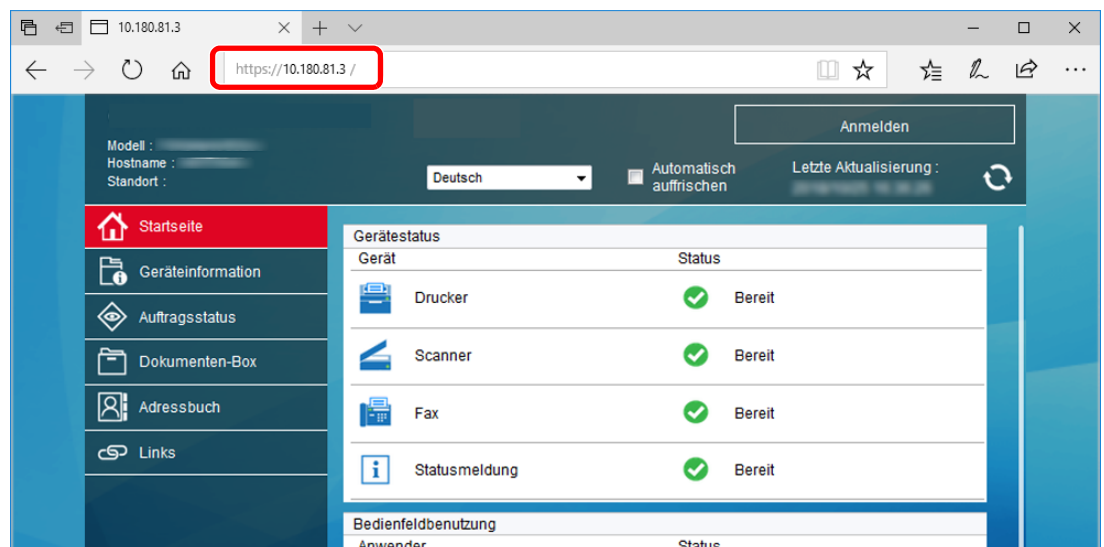 10.180.81.3
https://10.180.81.3 /
Anmelden
Modell :
Hostname :
Standort :
Deutsch
Automatisch
auffrischen
Letzte Aktualisierung :
Startseite
Geräteinformation
Auftragsstatus
Dokumenten-Box
Adressbuch
Links
Gerätestatus
Gerät Status
Drucker Bereit
Scanner Bereit
Fax Bereit
Statusmeldung Bereit
Bedienfeldbenutzung
Anwender Status